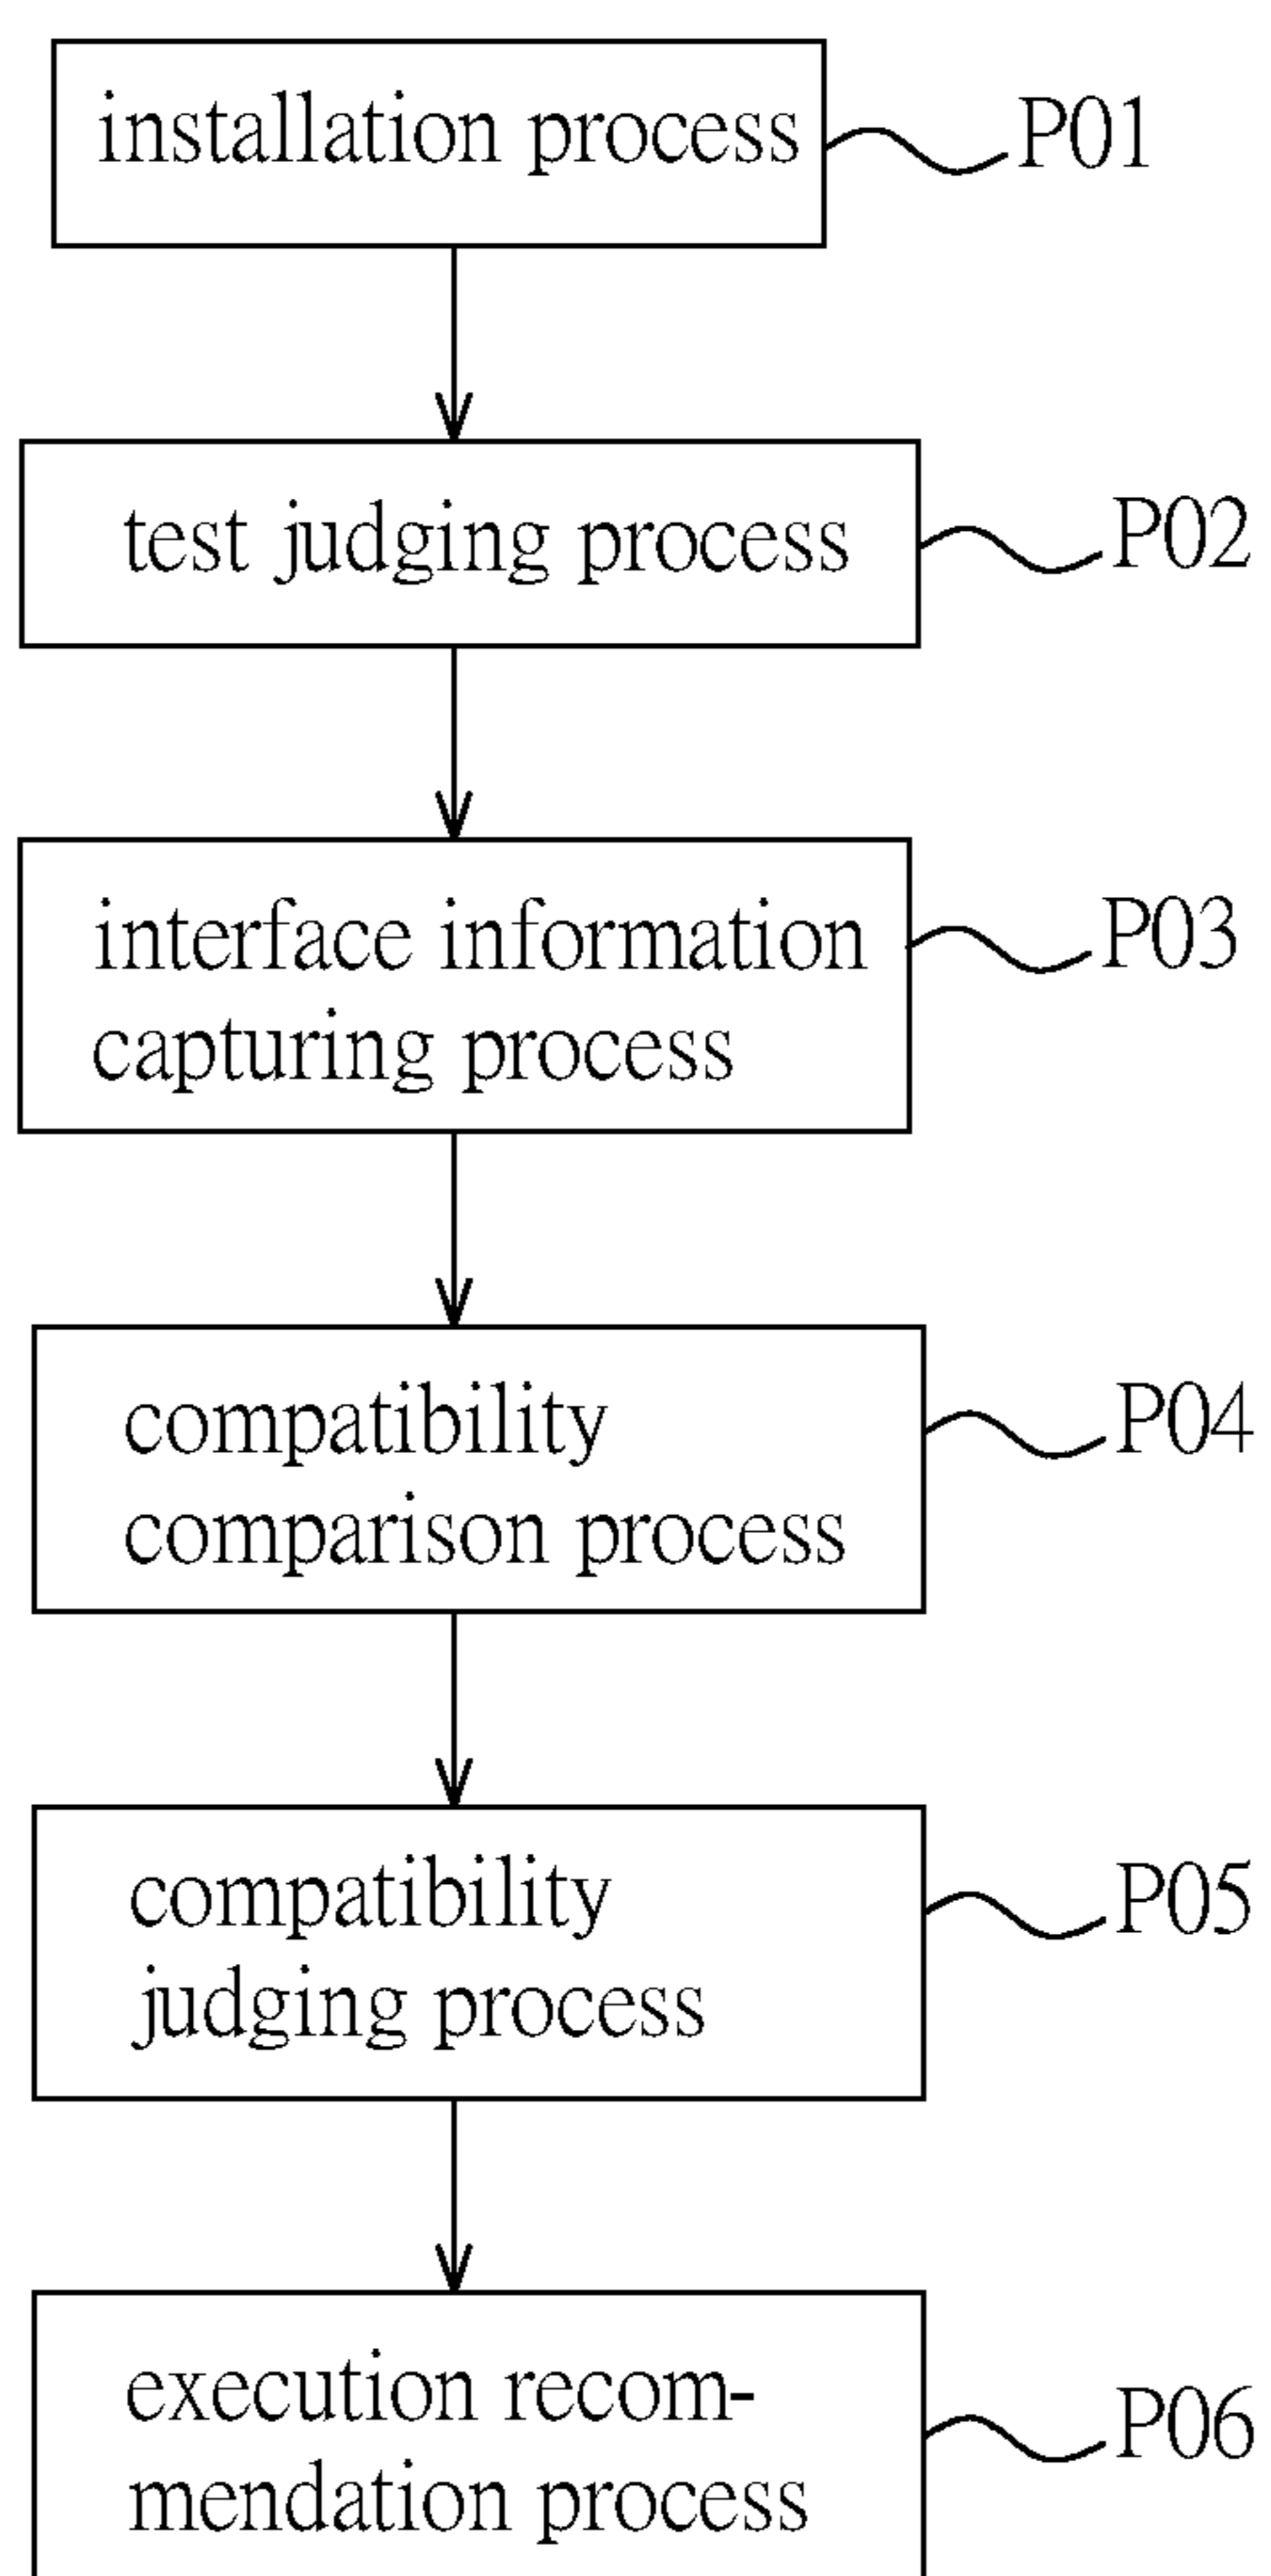 installation process
P01
test judging process
P02
interface information
capturing process
P03
compatibility
comparison process
P04
compatibility
judging process
P05
execution recom-
mendation process
P06